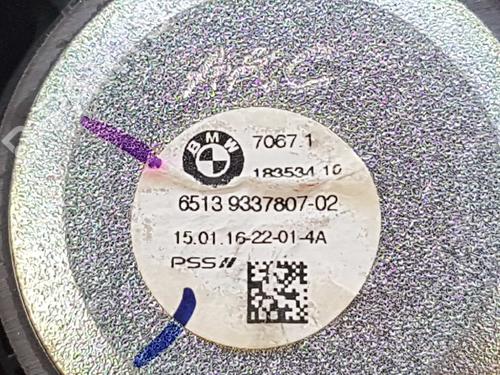 BMW
7067.1
183534 10
6513 9337807-02
15.01.16-22-01-4A
PSS